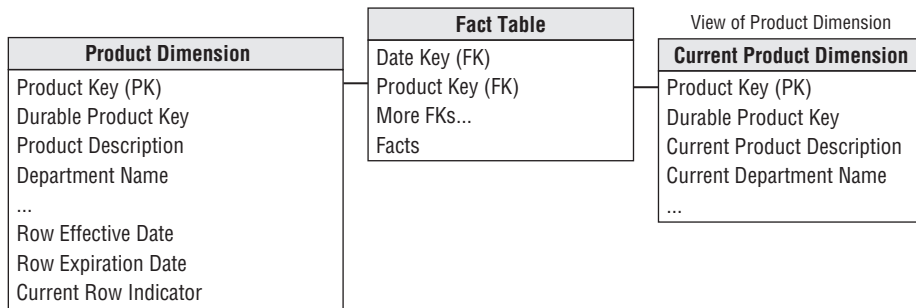 Product Dimension
Product Key (PK)
Durable Product Key
Product Description
Department Name
...
Row Effective Date
Row Expiration Date
Current Row Indicator
Fact Table
Date Key (FK)
Product Key (FK)
More FKs...
Facts
View of Product Dimension
Current Product Dimension
Product Key (PK)
Durable Product Key
Current Product Description
Current Department Name
...